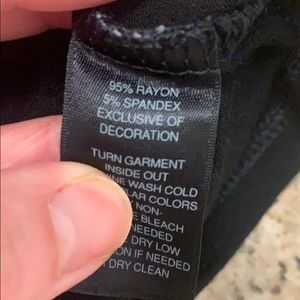 95% RAYON
5% SPANDEX
EXCLUSIVE OF
DECORATION
TURN GARMENT
INSIDE OUT
WASH COLD
COLORS
NON-
BLEACH
NEEDED
DRY LOW
IF NEEDED
DRY CLEAN